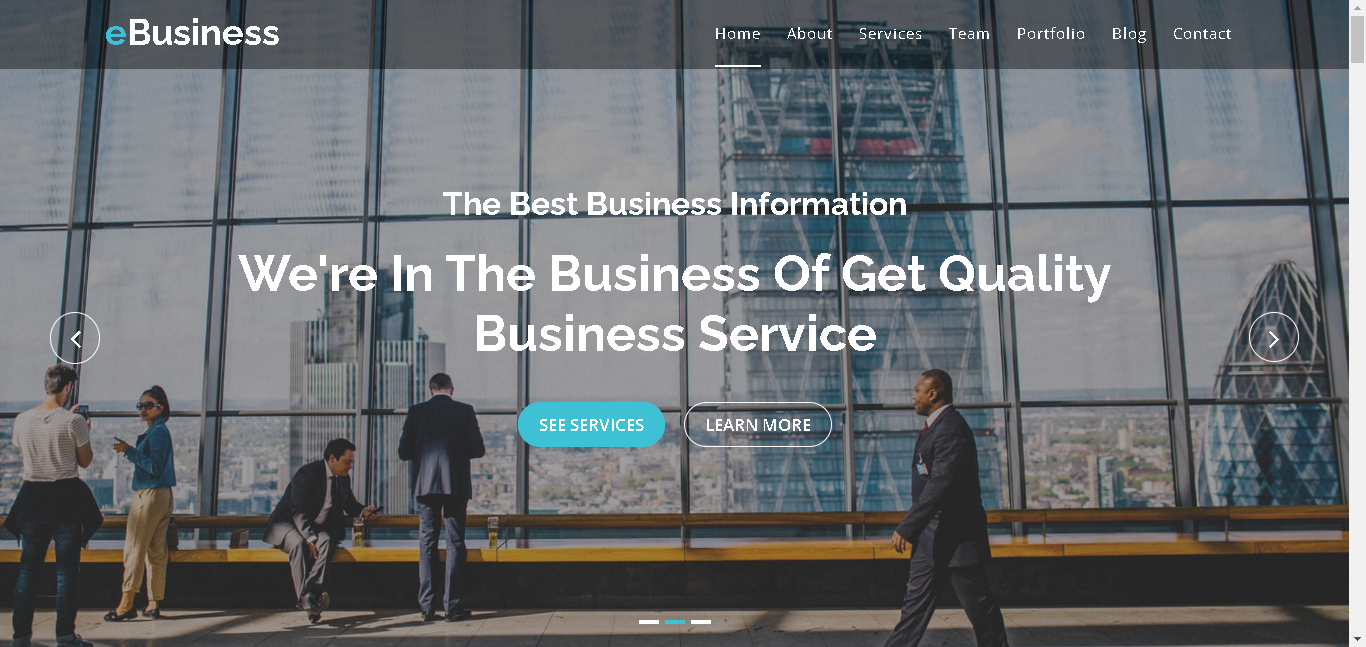 eBusiness
Home About Services Team Portfolio Blog Contact
The Best Business Information
We're In The Business Of Get Quality
Business Service
SEE SERVICES LEARN MORE